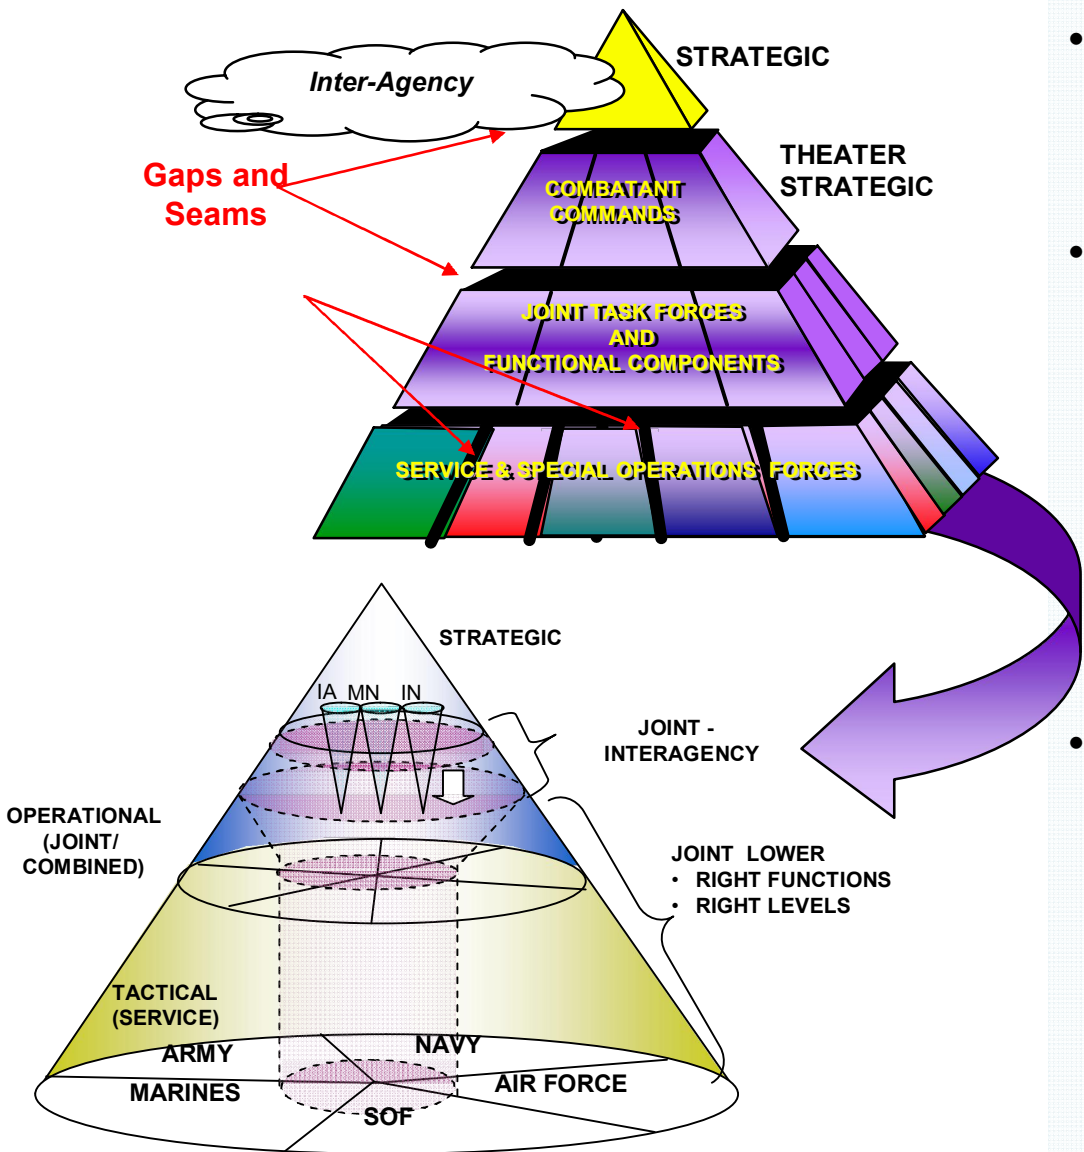 STRATEGIC
Inter-Agency
THEATER
STRATEGIC
Gaps and
Seams
COMBATANT
COMMANDS
JOINT TASK FORCES
AND
FUNCTIONAL COMPONENTS
SERVICE & SPECIAL OPERATIONS FORCES
STRATEGIC
IA MN IN
JOINT -
INTERAGENCY
OPERATIONAL
(JOINT/
COMBINED)
JOINT LOWER
• RIGHT FUNCTIONS
• RIGHT LEVELS
TACTICAL
(SERVICE)
ARMY
NAVY
MARINES
AIR FORCE
SOF